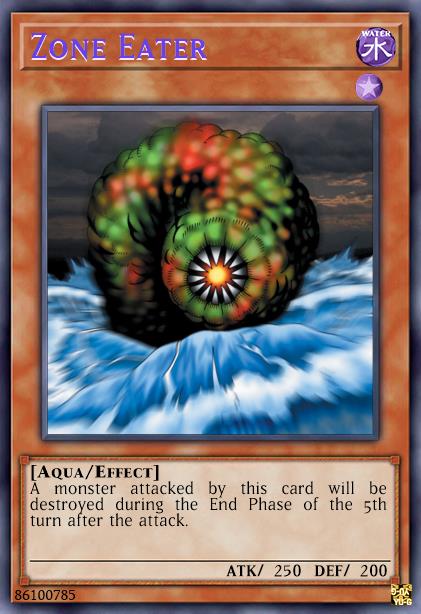 Zone Eater
WATER
水
[Aqua/Effect]
A monster attacked by this card will be
destroyed during the End Phase of the 5th
turn after the attack.
ATK/ 250 DEF/ 200
86100785